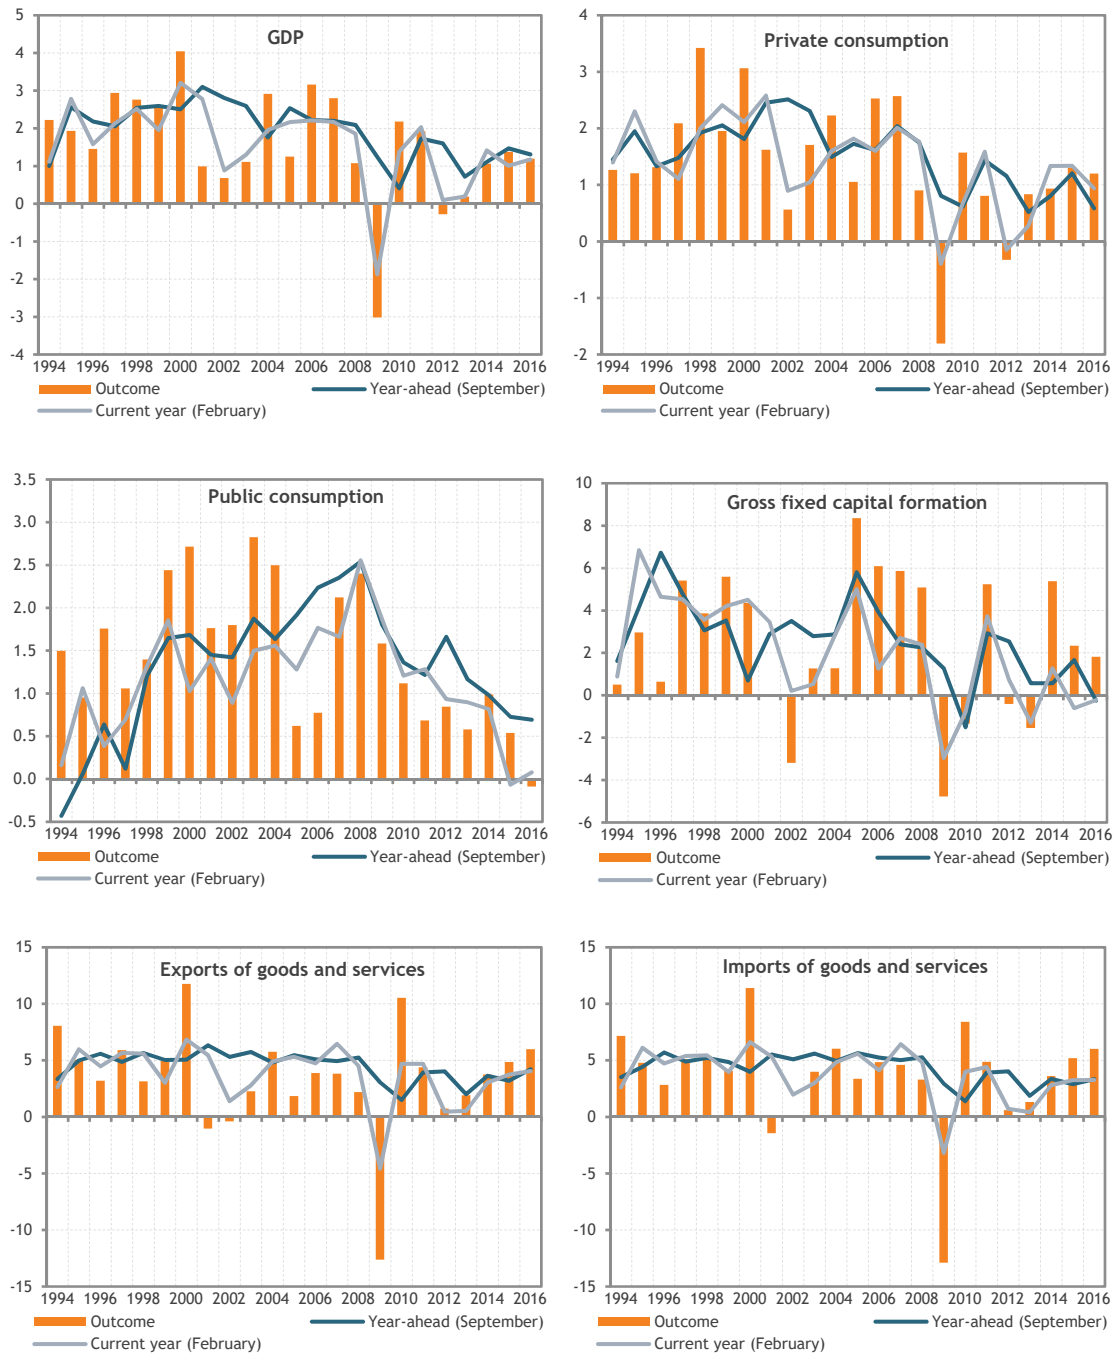 GDP
5
4
3
2
1
0
-1
-2
-3
-4
1994 1996 1998 2000 2002 2004 2006 2008 2010 2012 2014 2016
Outcome
Year-ahead (September)
Current year (February)
Private consumption
4
3
2
1
0
-1
-2
1994 1996 1998 2000 2002 2004 2006 2008 2010 2012 2014 2016
Outcome
Year-ahead (September)
Current year (February)
Public consumption
3.5
3.0
2.5
2.0
1.5
1.0
0.5
0.0
-0.5
1994 1996 1998 2000 2002 2004 2006 2008 2010 2012 2014 2016
Outcome
Year-ahead (September)
Current year (February)
Gross fixed capital formation
10
8
6
4
2
0
-2
-4
-6
1994 1996 1998 2000 2002 2004 2006 2008 2010 2012 2014 2016
Outcome
Year-ahead (September)
Current year (February)
Exports of goods and services
15
10
5
0
-5
-10
-15
1994 1996 1998 2000 2002 2004 2006 2008 2010 2012 2014 2016
Outcome
Year-ahead (September)
Current year (February)
Imports of goods and services
15
10
5
0
-5
-10
-15
1994 1996 1998 2000 2002 2004 2006 2008 2010 2012 2014 2016
Outcome
Year-ahead (September)
Current year (February)